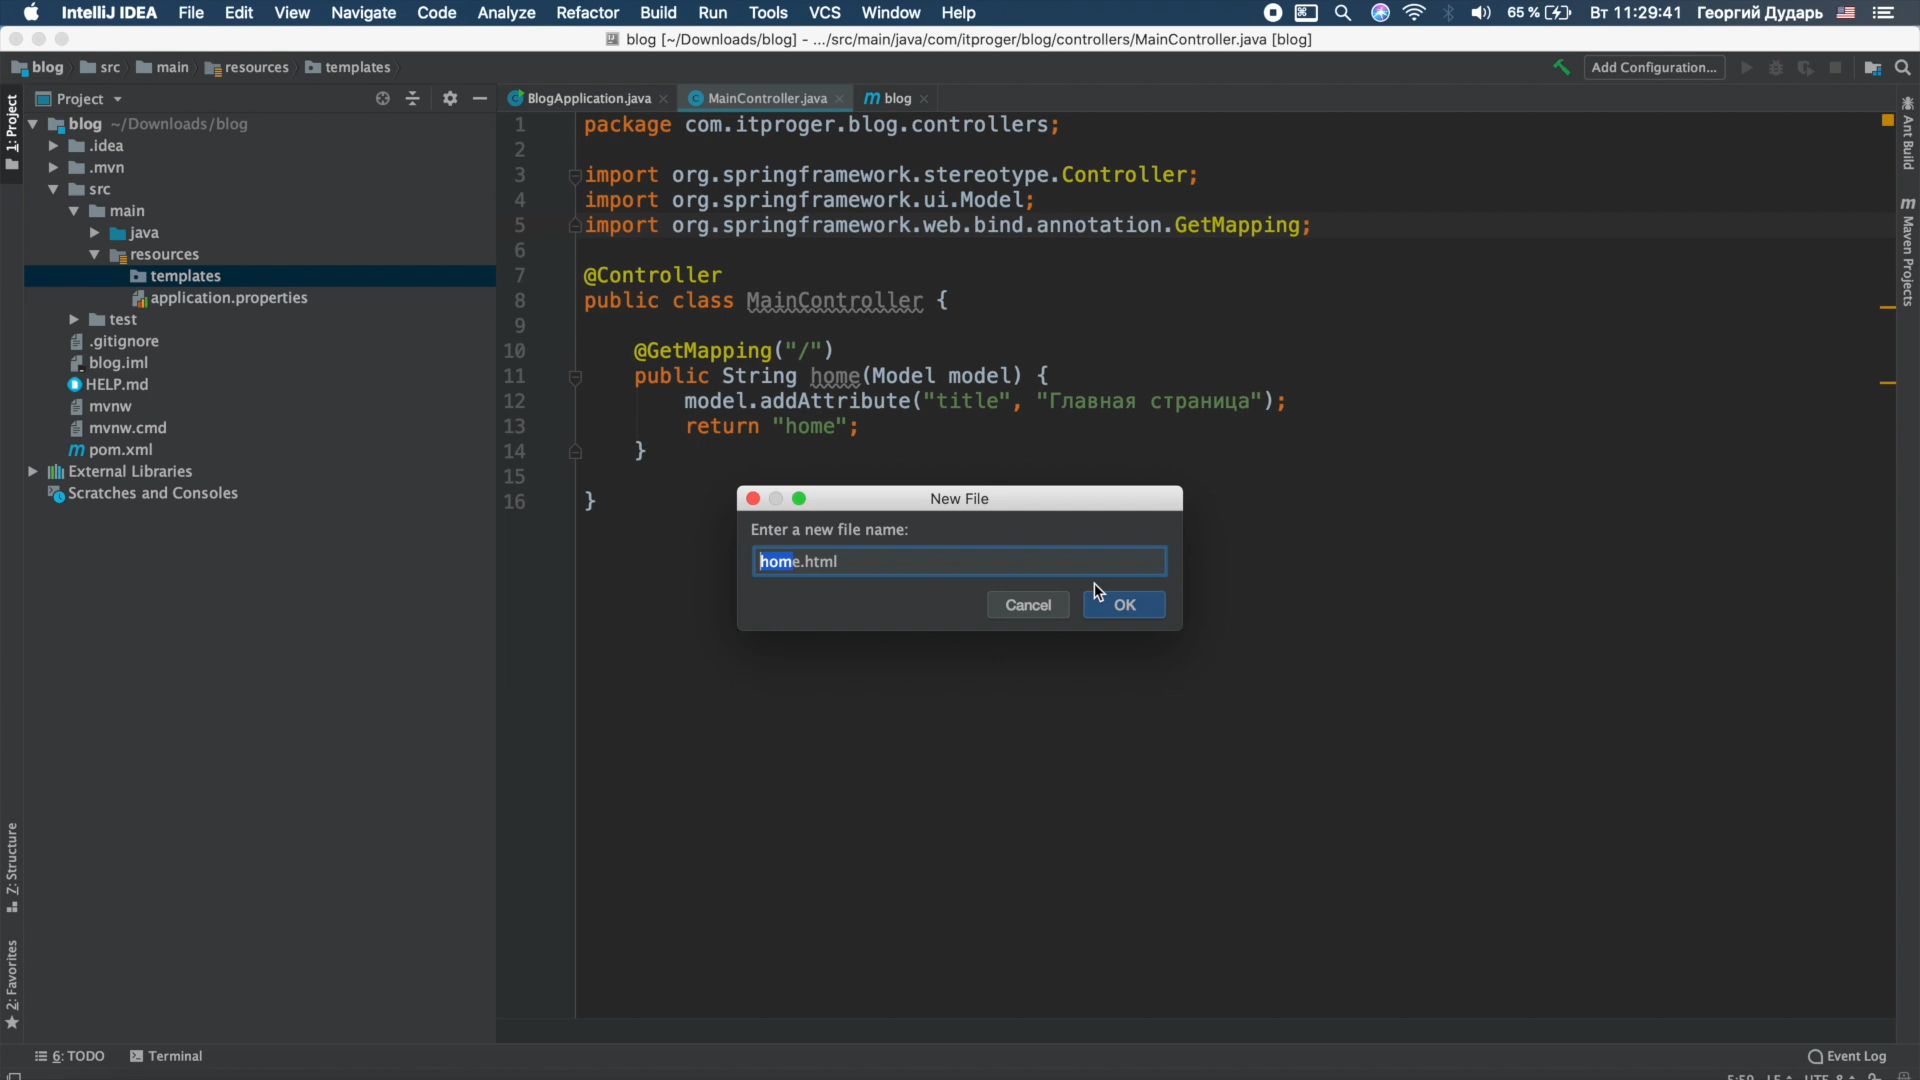 IntelliJ IDEA File Edit View Navigate Code Analyze Refactor Build Run Tools VCS Window Help 65 % Вт 11:29:41 Георгий Дударь
blog [~/Downloads/blog] - .../src/main/java/com/itproger/blog/controllers/MainController.java [blog]
blog src main resources templates Add Configuration...
1: Project
Project
BlogApplication.java MainController.java m blog
blog ~/Downloads/blog
.idea
.mvn
src
main
java
resources
templates
application.properties
test
.gitignore
blog.iml
HELP.md
mvnw
mvnw.cmd
m pom.xml
External Libraries
Scratches and Consoles
1 package com.itproger.blog.controllers;
2
3 import org.springframework.stereotype.Controller;
4 import org.springframework.ui.Model;
5 import org.springframework.web.bind.annotation.GetMapping;
6
7 @Controller
8 public class MainController {
9
10 @GetMapping("/")
11 public String home(Model model) {
12 model.addAttribute("title", "Главная страница");
13 return "home";
14 }
15
16 }
New File
Enter a new file name:
home.html
Cancel OK
Ant Build
m Maven Projects
Z: Structure
2: Favorites
6: TODO Terminal Event Log